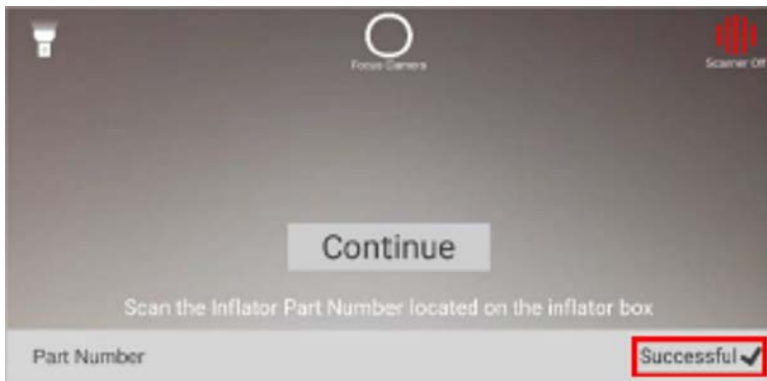 Focus Camera
Scanner Off
Continue
Scan the Inflator Part Number located on the inflator box
Part Number
Successful